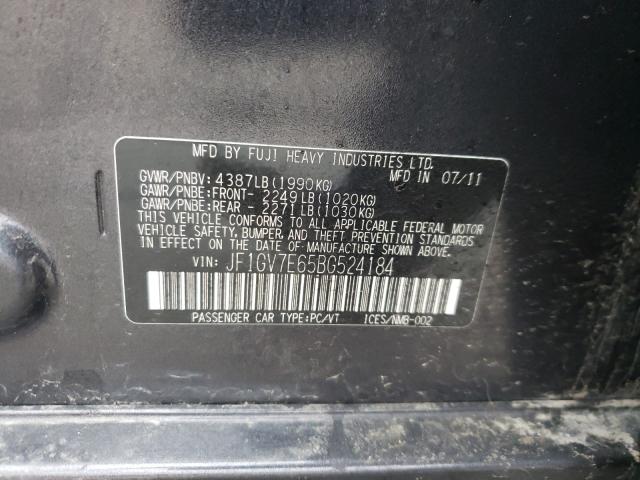 MFD BY FUJI HEAVY INDUSTRIES LTD.
MFD IN 07/11
GVWR/PNBV: 4387LB(1990KG)
GAWR/PNBE:FRONT- 2249LB(1020KG)
GAWR/PNBE:REAR - 2271LB(1030KG)
THIS VEHICLE CONFORMS TO ALL APPLICABLE FEDERAL MOTOR
VEHICLE SAFETY, BUMPER, AND THEFT PREVENTION STANDARDS
IN EFFECT ON THE DATE OF MANUFACTURE SHOWN ABOVE.
VIN: JF1GV7E65BG524184
PASSENGER CAR TYPE:PC/VT ICES/NMB-002